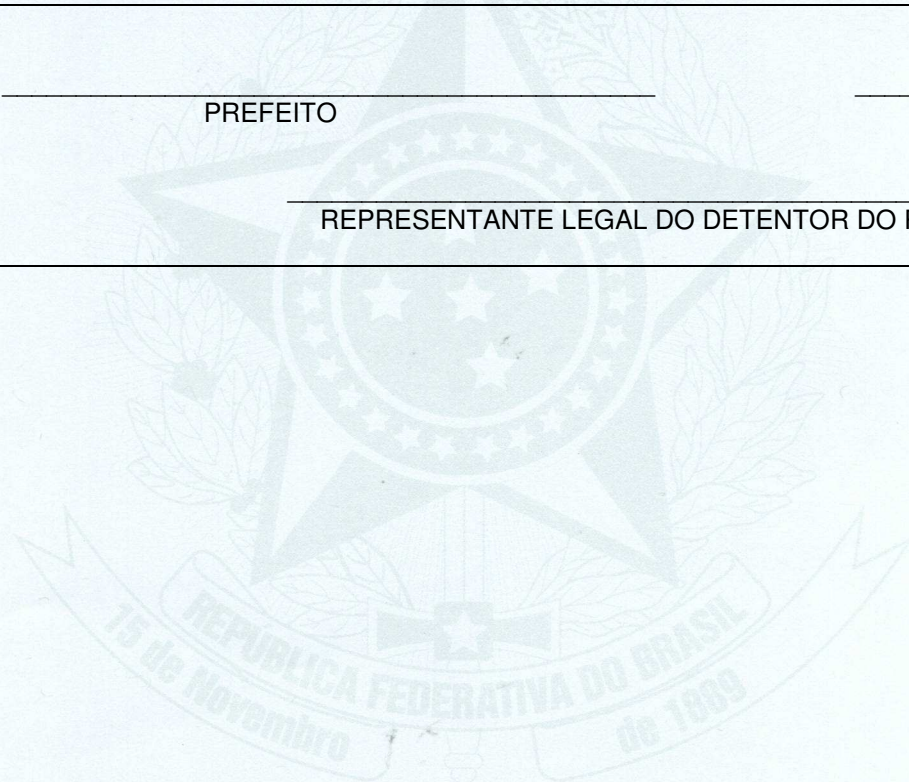 PREFEITO
REPRESENTANTE LEGAL DO DETENTOR DO
REPÚBLICA FEDERATIVA DO BRASIL
15 de Novembro de 1889